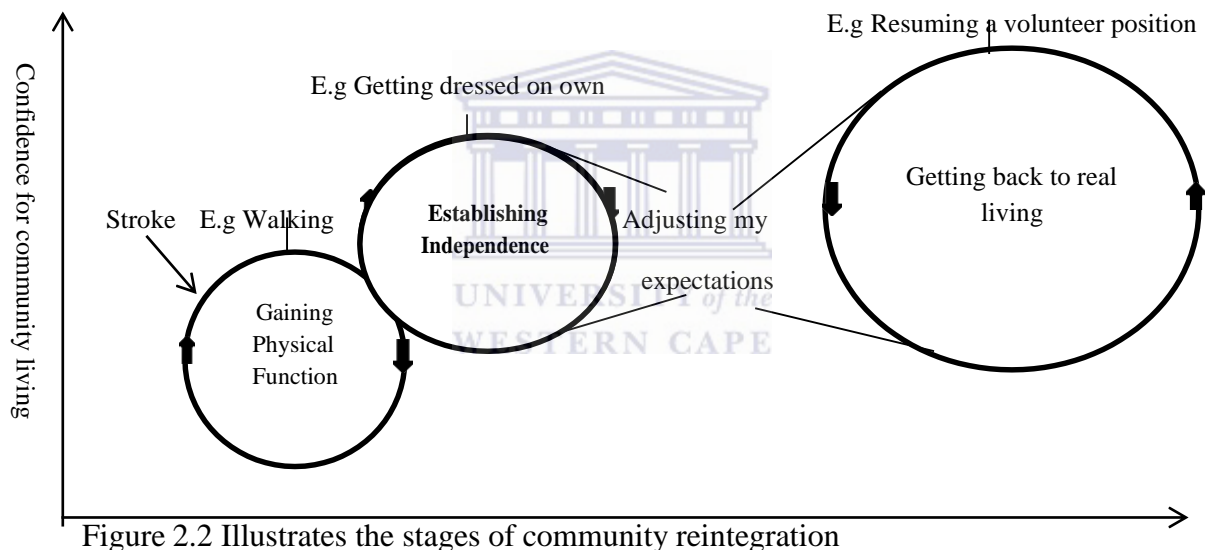 E.g Resuming a volunteer position
E.g Getting dressed on own
Confidence for community living
Stroke
E.g Walking
Establishing
Independence
Adjusting my
expectations
Getting back to real
living
Gaining
Physical
Function
UNIVERSITY of the
WESTERN CAPE
Figure 2.2 Illustrates the stages of community reintegration